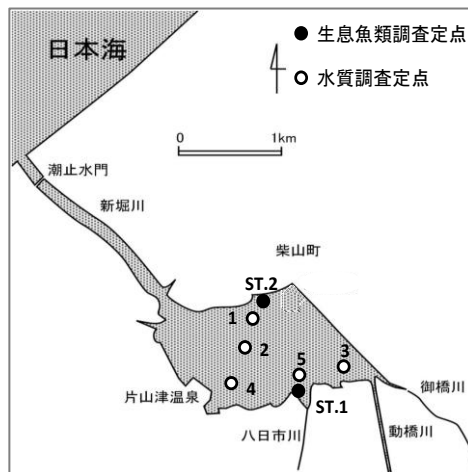 日本海
● 生息魚類調査定点
○ 水質調査定点
0 1km
潮止水門
新堀川
柴山町
ST.2
1
2
5
3
4
片山津温泉
ST.1
御橋川
八日市川
動橋川